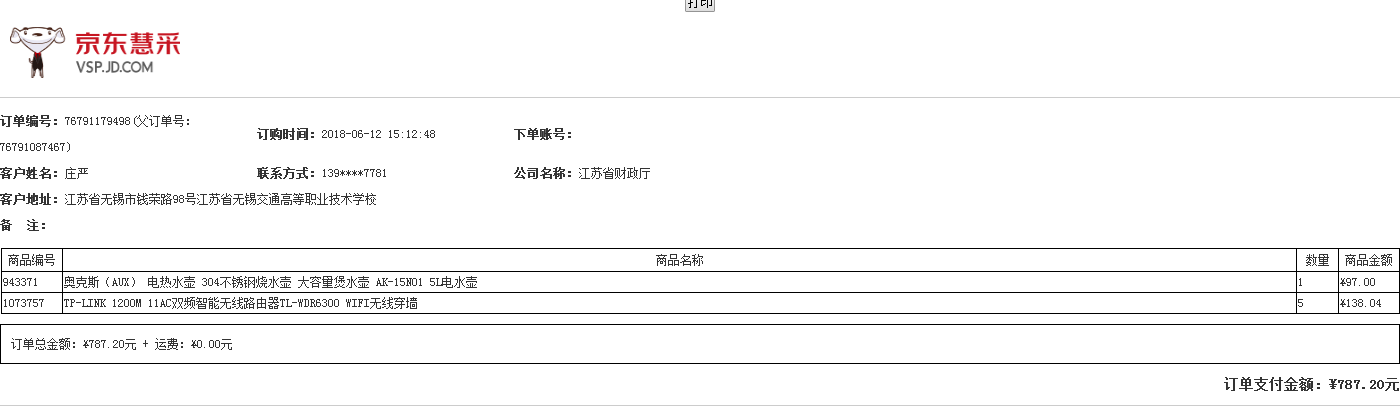 打印
京东慧采
VSP.JD.COM
订单编号：76791179498(父订单号：
76791087467)
订购时间：2018-06-12 15:12:48
下单账号：
客户姓名：庄严
联系方式：139****7781
公司名称：江苏省财政厅
客户地址：江苏省无锡市钱荣路98号江苏省无锡交通高等职业技术学校
备 注：
商品编号 商品名称 数量 商品金额
943371 奥克斯（AUX） 电热水壶 304不锈钢烧水壶 大容量煲水壶 AK-15N01 5L电水壶 1 ¥97.00
1073757 TP-LINK 1200M 11AC双频智能无线路由器TL-WDR6300 WIFI无线穿墙 5 ¥138.04
订单总金额：¥787.20元 + 运费：¥0.00元
订单支付金额：¥787.20元